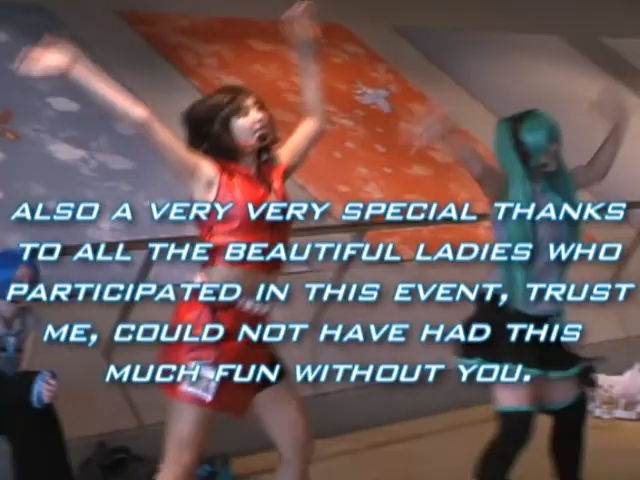 ALSO A VERY VERY SPECIAL THANKS
TO ALL THE BEAUTIFUL LADIES WHO
PARTICIPATED IN THIS EVENT, TRUST
ME, COULD NOT HAVE HAD THIS
MUCH FUN WITHOUT YOU.